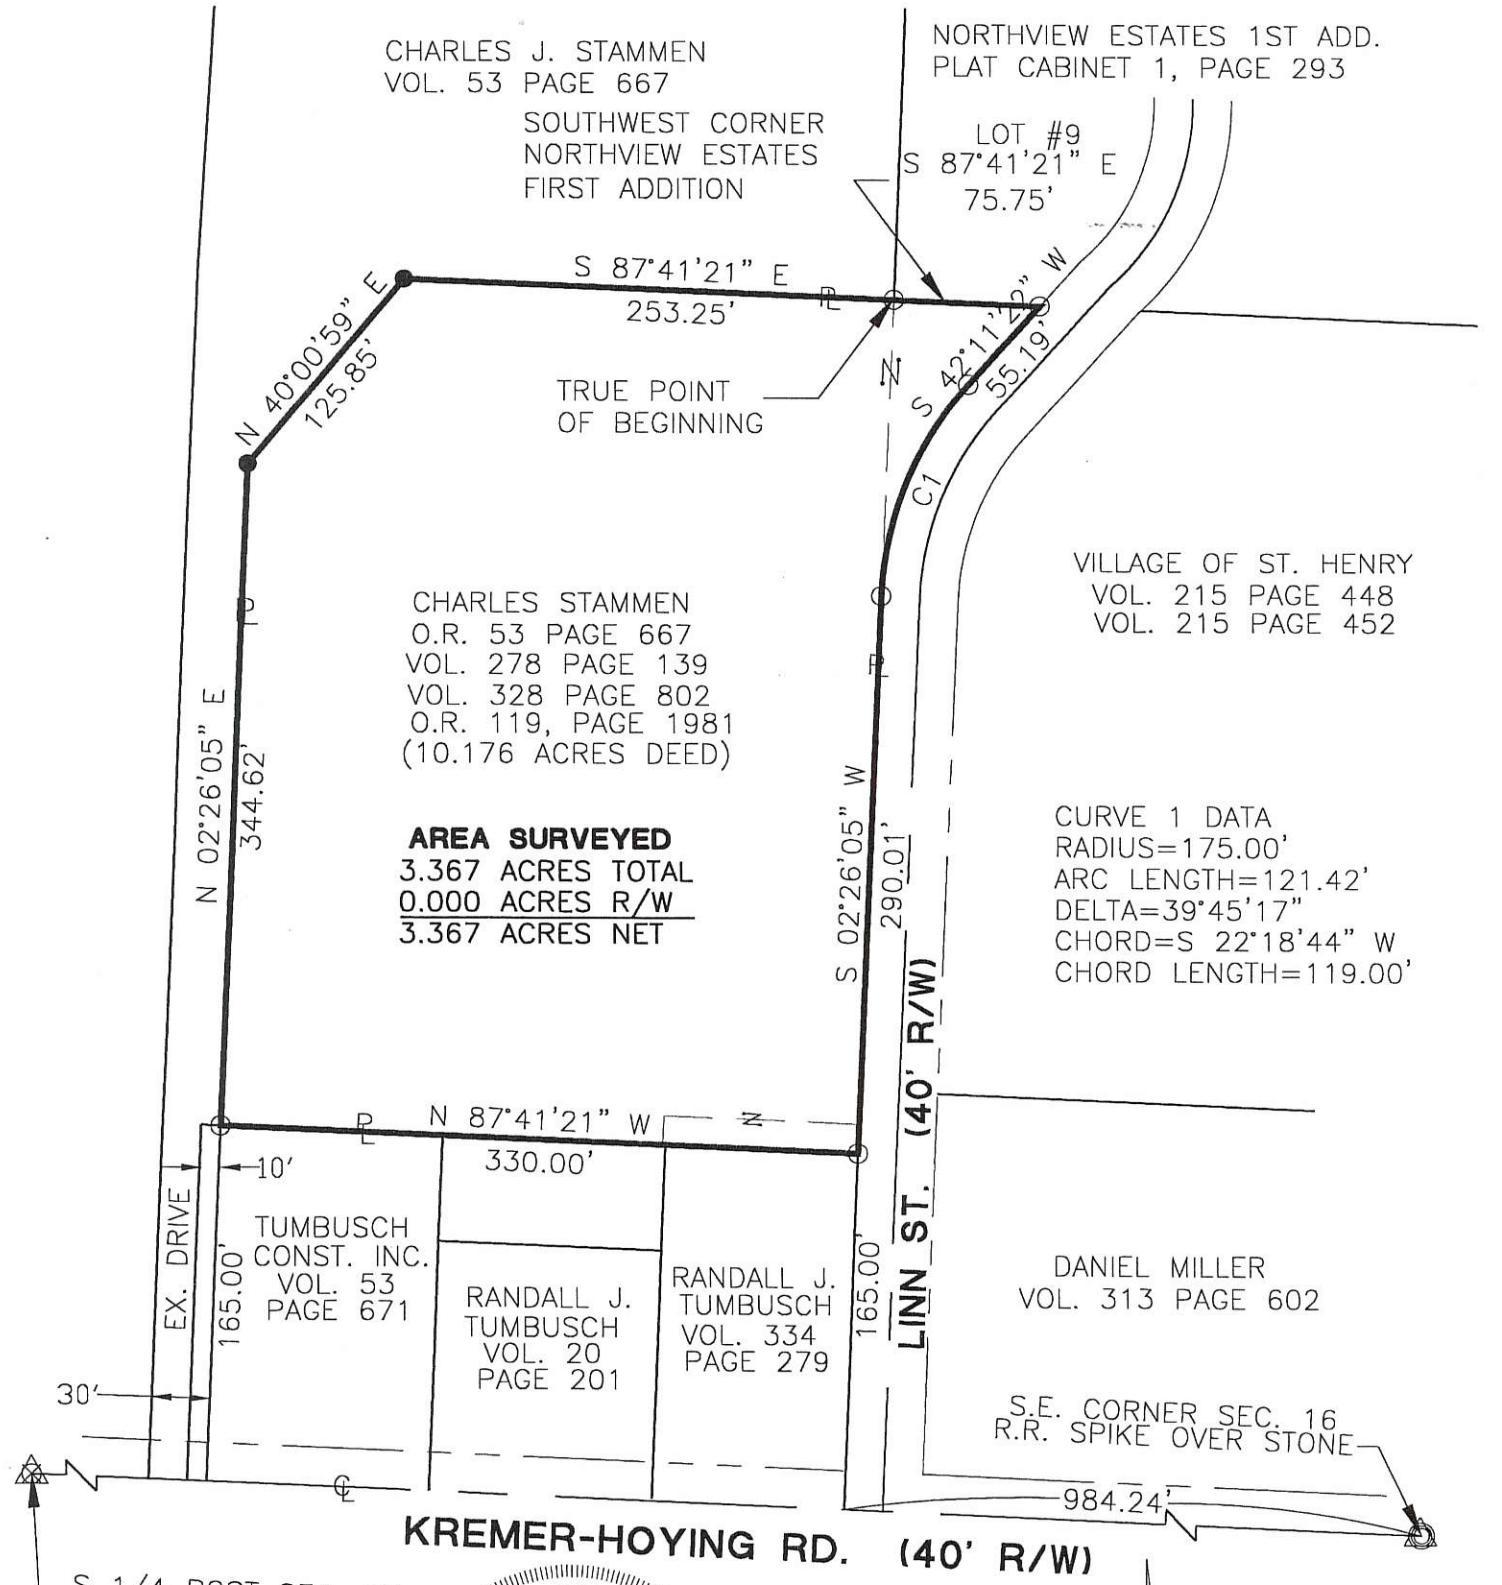 CHARLES J. STAMMEN
VOL. 53 PAGE 667
NORTHVIEW ESTATES 1ST ADD.
PLAT CABINET 1, PAGE 293
SOUTHWEST CORNER
NORTHVIEW ESTATES
FIRST ADDITION
LOT #9
S 87°41'21" E
75.75'
S 87°41'21" E
253.25'
PL
N 40°00'59" E
125.85'
S 42°11'22" W
55.19'
TRUE POINT
OF BEGINNING
N
C1
VILLAGE OF ST. HENRY
VOL. 215 PAGE 448
VOL. 215 PAGE 452
CHARLES STAMMEN
O.R. 53 PAGE 667
VOL. 278 PAGE 139
VOL. 328 PAGE 802
O.R. 119, PAGE 1981
(10.176 ACRES DEED)
PL
PL
N 02°26'05" E
344.62'
AREA SURVEYED
3.367 ACRES TOTAL
0.000 ACRES R/W
3.367 ACRES NET
S 02°26'05" W
290.01'
CURVE 1 DATA
RADIUS=175.00'
ARC LENGTH=121.42'
DELTA=39°45'17"
CHORD=S 22°18'44" W
CHORD LENGTH=119.00'
LINN ST. (40' R/W)
PL
N 87°41'21" W
330.00'
Z
10'
EX. DRIVE
165.00'
TUMBUSCH
CONST. INC.
VOL. 53
PAGE 671
RANDALL J.
TUMBUSCH
VOL. 20
PAGE 201
RANDALL J.
TUMBUSCH
VOL. 334
PAGE 279
165.00'
DANIEL MILLER
VOL. 313 PAGE 602
30'
S.E. CORNER SEC. 16
R.R. SPIKE OVER STONE
CL
984.24'
KREMER-HOYING RD. (40' R/W)
S 1/4 POST